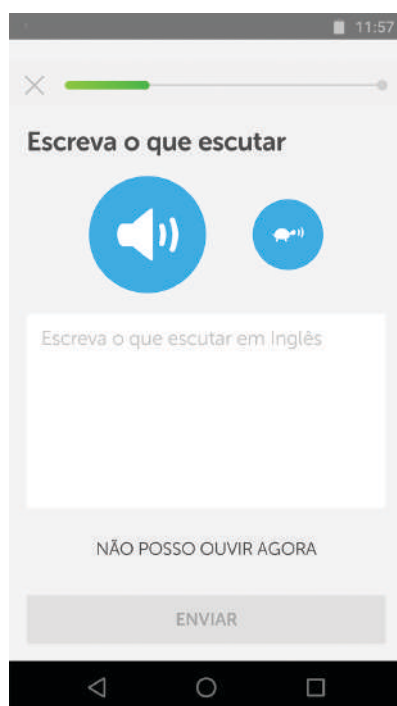 11:57
Escreva o que escutar
Escreva o que escutar em Inglês
NÃO POSSO OUVIR AGORA
ENVIAR